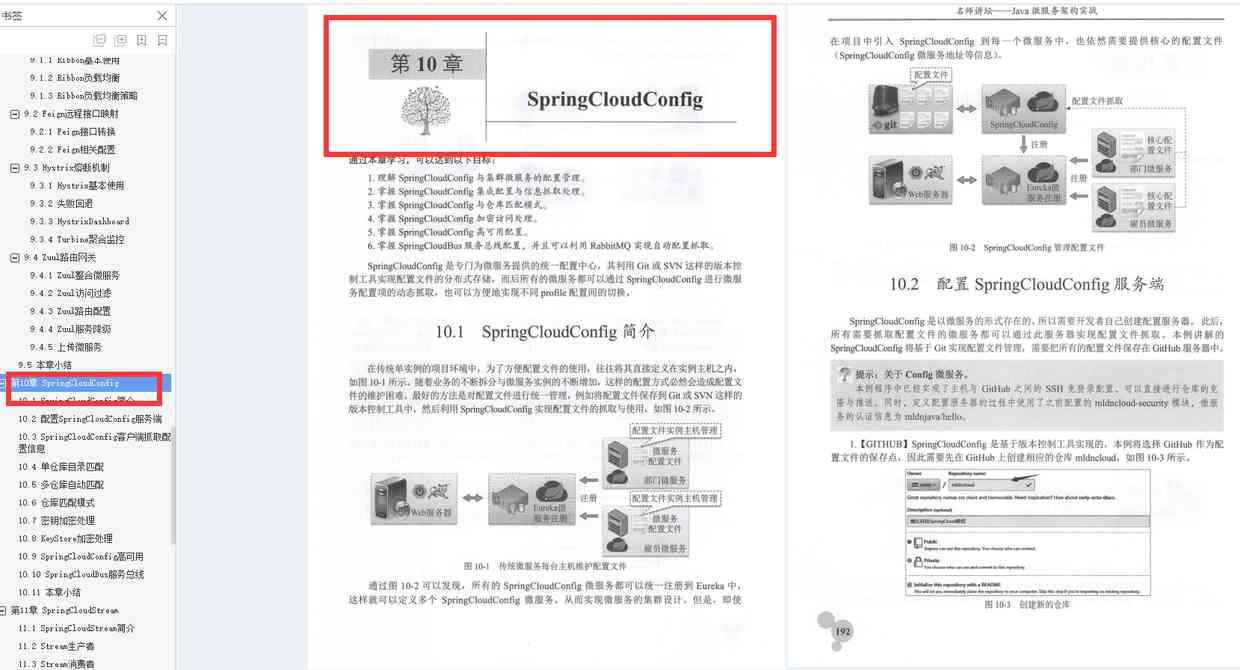 书签
9.1.1 Ribbon基本使用
9.1.2 Ribbon负载均衡
9.1.3 Ribbon负载均衡策略
9.2 Feign远程接口映射
9.2.1 Feign接口转换
9.2.2 Feign相关配置
9.3 Hystrix熔断机制
9.3.1 Hystrix基本使用
9.3.2 失败回退
9.3.3 HystrixDashboard
9.3.4 Turbine聚合监控
9.4 Zuul路由网关
9.4.1 Zuul整合微服务
9.4.2 Zuul访问过滤
9.4.3 Zuul路由配置
9.4.4 Zuul服务降级
9.4.5 上传微服务
9.5 本章小结
第10章 SpringCloudConfig
10.1 SpringCloudConfig简介
10.2 配置SpringCloudConfig服务端
10.3 SpringCloudConfig客户端抓取配
置信息
10.4 单仓库目录匹配
10.5 多仓库自动匹配
10.6 仓库匹配模式
10.7 密钥加密处理
10.8 KeyStore加密处理
10.9 SpringCloudConfig高可用
10.10 SpringCloudBus服务总线
10.11 本章小结
第11章 SpringCloudStream
11.1 SpringCloudStream简介
11.2 Stream生产者
11.3 Stream消费者
第 10 章
SpringCloudConfig
通过本章学习，可以达到以下目标：
1. 理解 SpringCloudConfig 与集群微服务的配置管理。
2. 掌握 SpringCloudConfig 集成配置与信息抓取处理。
3. 掌握 SpringCloudConfig 与仓库匹配模式。
4. 掌握 SpringCloudConfig 加密访问处理。
5. 掌握 SpringCloudConfig 高可用配置。
6. 掌握 SpringCloudBus 服务总线配置，并且可以利用 RabbitMQ 实现自动配置抓取。
SpringCloudConfig 是专门为微服务提供的统一配置中心，其利用 Git 或 SVN 这样的版本控
制工具实现配置文件的分布式存储，而后所有的微服务都可以通过 SpringCloudConfig 进行微服
务配置项的动态抓取，也可以方便地实现不同 profile 配置间的切换。
10.1 SpringCloudConfig 简介
在传统单实例的项目环境中，为了方便配置文件的使用，往往将其直接定义在实例主机之内，
如图 10-1 所示。随着业务的不断拆分与微服务实例的不断增加，这样的配置方式必然会造成配置文
件的维护困难。最好的方法是对配置文件进行统一管理，例如将配置文件保存到 Git 或 SVN 这样的
版本控制工具中，然后利用 SpringCloudConfig 实现配置文件的抓取与使用，如图 10-2 所示。
配置文件实例主机管理
微服务
配置文件
部门微服务
Web服务器
Eureka微
服务注册
注册
配置文件实例主机管理
微服务
配置文件
雇员微服务
图 10-1 传统微服务每台主机维护配置文件
通过图 10-2 可以发现，所有的 SpringCloudConfig 微服务都可以统一注册到 Eureka 中，
这样就可以定义多个 SpringCloudConfig 微服务，从而实现微服务的集群设计。但是，即使
名师讲坛——Java 微服务架构实战
在项目中引入 SpringCloudConfig 到每一个微服务中，也依然需要提供核心的配置文件
（SpringCloudConfig 微服务地址等信息）。
配置文件
git
SpringCloudConfig
配置文件抓取
注册
核心配
置文件
部门微服务
Web服务器
Eureka微
服务注册
注册
核心配
置文件
雇员微服务
图 10-2 SpringCloudConfig 管理配置文件
10.2 配置 SpringCloudConfig 服务端
SpringCloudConfig 是以微服务的形式存在的，所以需要开发者自己创建配置服务器。此后，
所有需要抓取配置文件的微服务都可以通过此服务器实现配置文件抓取。本例讲解的
SpringCloudConfig 将基于 Git 实现配置文件管理，需要把所有的配置文件保存在 GitHub 服务器中。
提示：关于 Config 微服务。
本例程序中已经实现了主机与 GitHub 之间的 SSH 免登录配置，可以直接进行仓库的克
隆与推送。同时，定义配置服务器的过程中使用了之前配置的 mldncloud-security 模块，微服
务的认证信息为 mldnjava/hello。
1.【GITHUB】SpringCloudConfig 是基于版本控制工具实现的，本例将选择 GitHub 作为配
置文件的保存点，因此需要先在 GitHub 上创建相应的仓库 mldncloud，如图 10-3 所示。
Owner Repository name
/ mldncloud
Great repository names are short and memorable. Need inspiration? How about
Description (optional)
Public
Anyone can see this repository. You choose who can commit.
Private
You choose who can see and commit to this repository.
Initialize this repository with a README
This will let you immediately clone the repository to your computer. Skip this step if you're importing an existing repository.
图 10-3 创建新的仓库
192